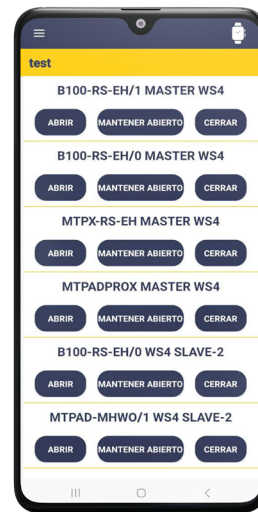 test
B100-RS-EH/1 MASTER WS4
ABRIR MANTENER ABIERTO CERRAR
B100-RS-EH/0 MASTER WS4
ABRIR MANTENER ABIERTO CERRAR
MTPX-RS-EH MASTER WS4
ABRIR MANTENER ABIERTO CERRAR
MTPADPROX MASTER WS4
ABRIR MANTENER ABIERTO CERRAR
B100-RS-EH/0 WS4 SLAVE-2
ABRIR MANTENER ABIERTO CERRAR
MTPAD-MHWO/1 WS4 SLAVE-2
ABRIR MANTENER ABIERTO CERRAR